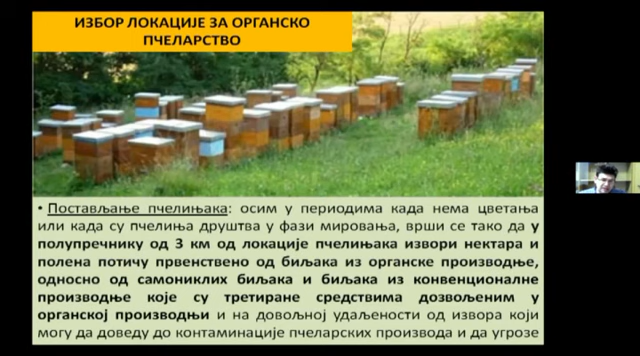 ИЗБОР ЛОКАЦИЈЕ ЗА ОРГАНСКО
ПЧЕЛАРСТВО
• Постављање пчелињака: осим у периодима када нема цветања
или када су пчелиња друштва у фази мировања, врши се тако да у
полупречнику од 3 км од локације пчелињака извори нектара и
полена потичу првенствено од биљака из органске производње,
односно од самониклих биљака и биљака из конвенционалне
производње које су третиране средствима дозвољеним у
органској производњи и на довољној удаљености од извора који
могу да доведу до контаминације пчеларских производа и да угрозе